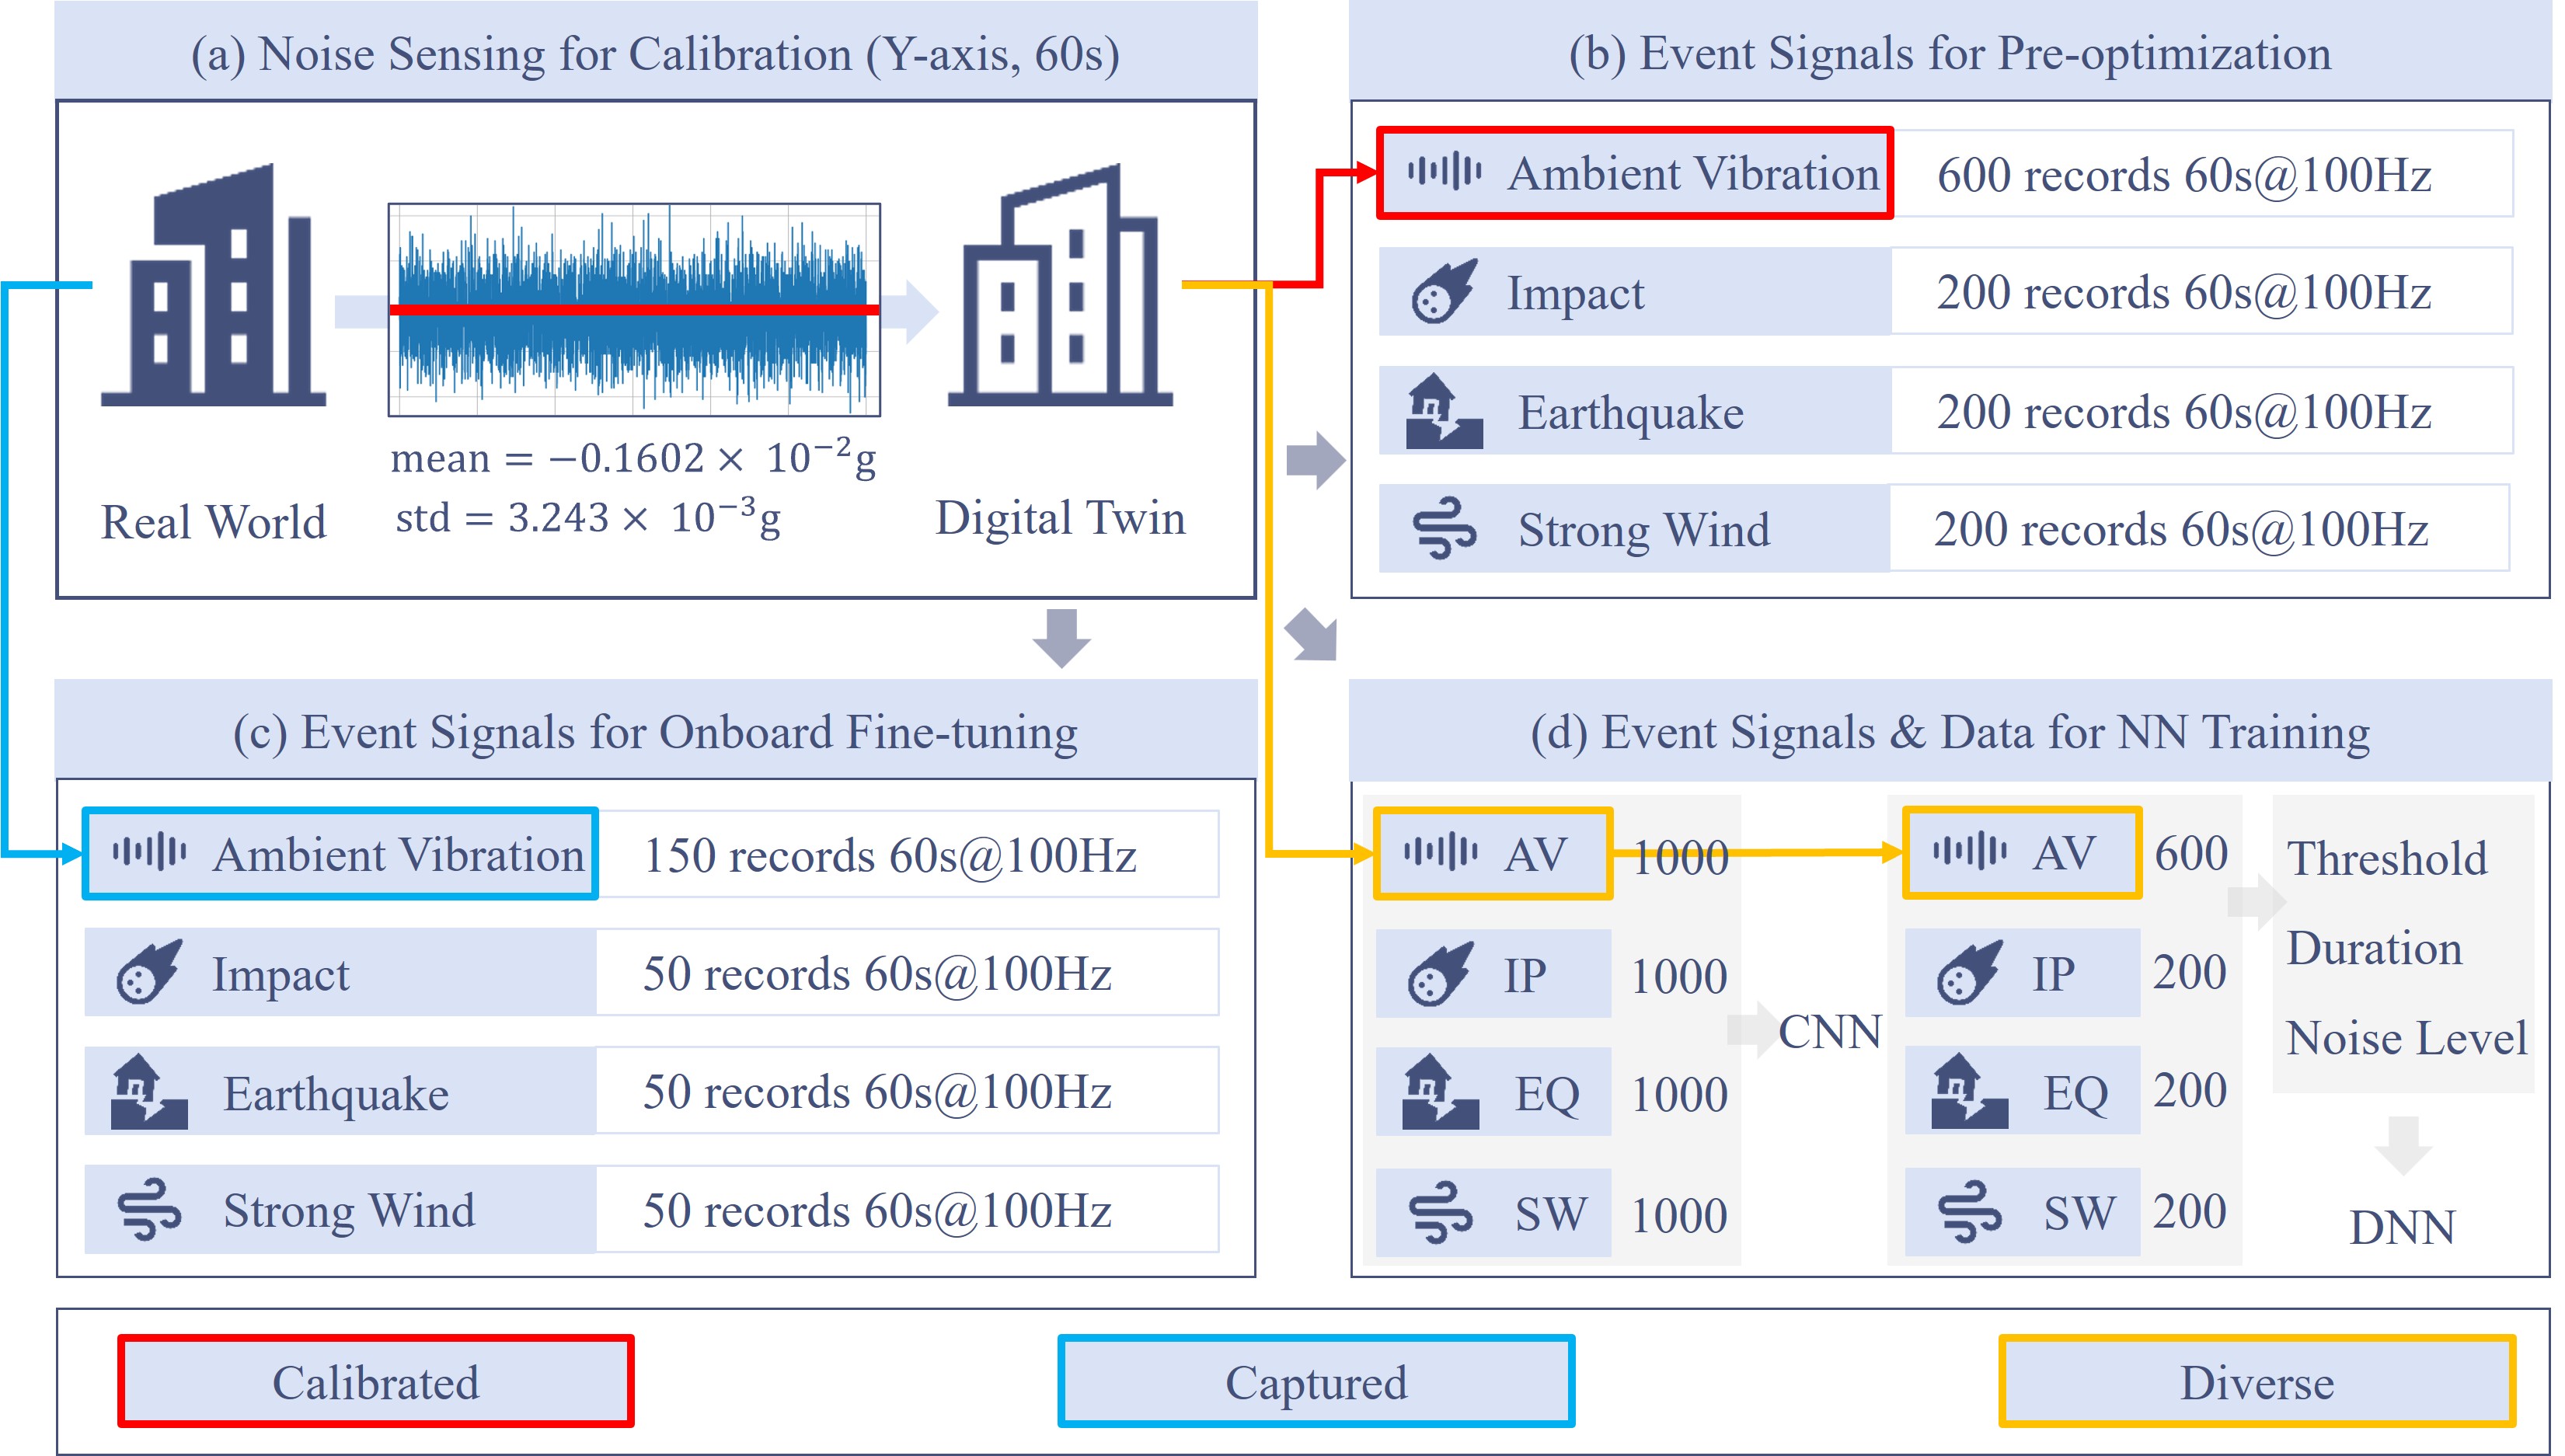 (a) Noise Sensing for Calibration (Y-axis, 60s)
mean = −0.1602 × 10⁻²g
std = 3.243 × 10⁻³g
Real World
Digital Twin
(b) Event Signals for Pre-optimization
Ambient Vibration 600 records 60s@100Hz
Impact 200 records 60s@100Hz
Earthquake 200 records 60s@100Hz
Strong Wind 200 records 60s@100Hz
(c) Event Signals for Onboard Fine-tuning
Ambient Vibration 150 records 60s@100Hz
Impact 50 records 60s@100Hz
Earthquake 50 records 60s@100Hz
Strong Wind 50 records 60s@100Hz
(d) Event Signals & Data for NN Training
AV 1000
IP 1000
EQ 1000
SW 1000
CNN
AV 600
IP 200
EQ 200
SW 200
Threshold
Duration
Noise Level
DNN
Calibrated
Captured
Diverse